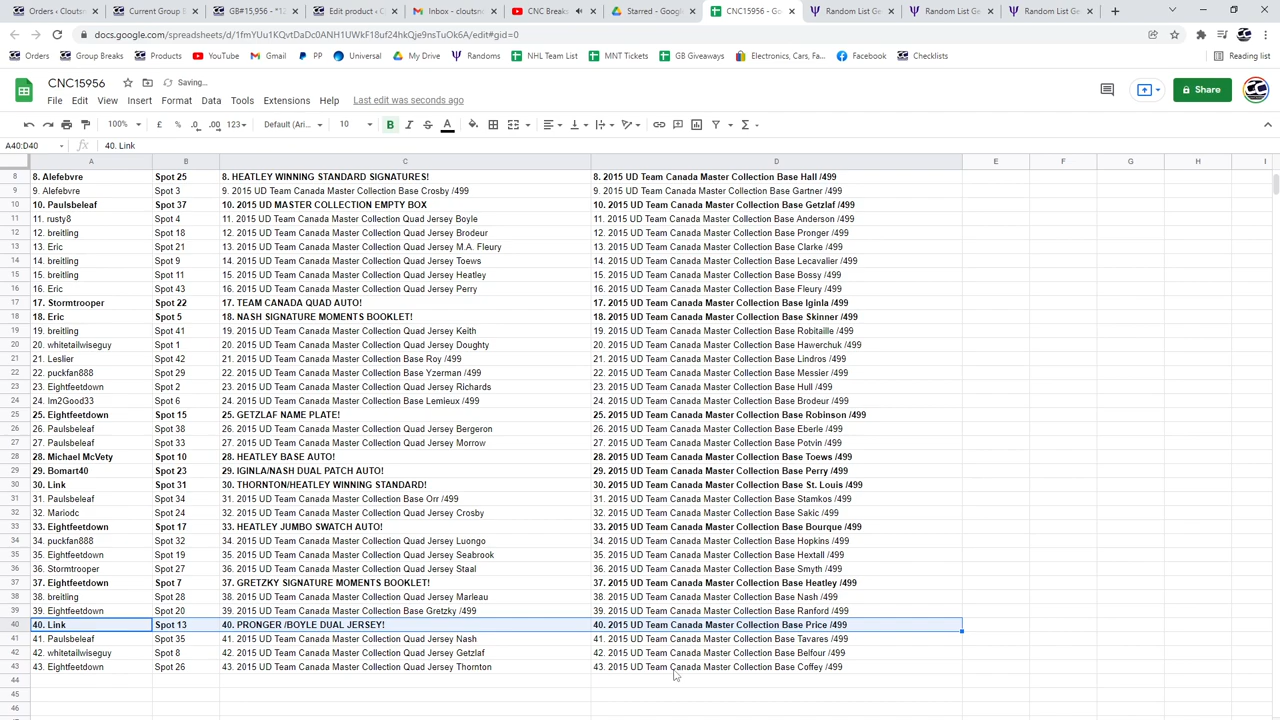 Orders ‹ Cloutsn
Current Group E
GB#15,956 - *1
Edit product ‹ C
Inbox – cloutsno
CNC Breaks
Starred - Googl
CNC15956 - Go
Random List Ge
Random List Ge
Random List Ge
docs.google.com/spreadsheets/d/1fmYUu1KQvtDaDc0ANH1UWkF18uf24hkQje9nsTuOk6A/edit#gid=0
Orders
Group Breaks
Products
YouTube
Gmail
PP
Universal
My Drive
Randoms
NHL Team List
MNT Tickets
GB Giveaways
Electronics, Cars, Fa...
Facebook
Checklists
Reading list
CNC15956
Saving...
File Edit View Insert Format Data Tools Extensions Help Last edit was seconds ago
Share
100% £ % .0 .00 123 Default (Ari... 10 B I S A
A40:D40 fx 40. Link
A B C D E F G H I
8 8. Alefebvre Spot 25 8. HEATLEY WINNING STANDARD SIGNATURES! 8. 2015 UD Team Canada Master Collection Base Hall /499
9 9. Alefebvre Spot 3 9. 2015 UD Team Canada Master Collection Base Crosby /499 9. 2015 UD Team Canada Master Collection Base Gartner /499
10 10. Paulsbeleaf Spot 37 10. 2015 UD MASTER COLLECTION EMPTY BOX 10. 2015 UD Team Canada Master Collection Base Getzlaf /499
11 11. rusty8 Spot 4 11. 2015 UD Team Canada Master Collection Quad Jersey Boyle 11. 2015 UD Team Canada Master Collection Base Anderson /499
12 12. breitling Spot 18 12. 2015 UD Team Canada Master Collection Quad Jersey Brodeur 12. 2015 UD Team Canada Master Collection Base Pronger /499
13 13. Eric Spot 21 13. 2015 UD Team Canada Master Collection Quad Jersey M.A. Fleury 13. 2015 UD Team Canada Master Collection Base Clarke /499
14 14. breitling Spot 9 14. 2015 UD Team Canada Master Collection Quad Jersey Toews 14. 2015 UD Team Canada Master Collection Base Lecavalier /499
15 15. breitling Spot 11 15. 2015 UD Team Canada Master Collection Quad Jersey Heatley 15. 2015 UD Team Canada Master Collection Base Bossy /499
16 16. Eric Spot 43 16. 2015 UD Team Canada Master Collection Quad Jersey Perry 16. 2015 UD Team Canada Master Collection Base Fleury /499
17 17. Stormtrooper Spot 22 17. TEAM CANADA QUAD AUTO! 17. 2015 UD Team Canada Master Collection Base Iginla /499
18 18. Eric Spot 5 18. NASH SIGNATURE MOMENTS BOOKLET! 18. 2015 UD Team Canada Master Collection Base Skinner /499
19 19. breitling Spot 41 19. 2015 UD Team Canada Master Collection Quad Jersey Keith 19. 2015 UD Team Canada Master Collection Base Robitaille /499
20 20. whitetailwiseguy Spot 1 20. 2015 UD Team Canada Master Collection Quad Jersey Doughty 20. 2015 UD Team Canada Master Collection Base Hawerchuk /499
21 21. Leslier Spot 42 21. 2015 UD Team Canada Master Collection Base Roy /499 21. 2015 UD Team Canada Master Collection Base Lindros /499
22 22. puckfan888 Spot 29 22. 2015 UD Team Canada Master Collection Base Yzerman /499 22. 2015 UD Team Canada Master Collection Base Messier /499
23 23. Eightfeetdown Spot 2 23. 2015 UD Team Canada Master Collection Quad Jersey Richards 23. 2015 UD Team Canada Master Collection Base Hull /499
24 24. Im2Good33 Spot 6 24. 2015 UD Team Canada Master Collection Base Lemieux /499 24. 2015 UD Team Canada Master Collection Base Brodeur /499
25 25. Eightfeetdown Spot 15 25. GETZLAF NAME PLATE! 25. 2015 UD Team Canada Master Collection Base Robinson /499
26 26. Paulsbeleaf Spot 38 26. 2015 UD Team Canada Master Collection Quad Jersey Bergeron 26. 2015 UD Team Canada Master Collection Base Eberle /499
27 27. Paulsbeleaf Spot 33 27. 2015 UD Team Canada Master Collection Quad Jersey Morrow 27. 2015 UD Team Canada Master Collection Base Potvin /499
28 28. Michael McVety Spot 10 28. HEATLEY BASE AUTO! 28. 2015 UD Team Canada Master Collection Base Toews /499
29 29. Bomart40 Spot 23 29. IGINLA/NASH DUAL PATCH AUTO! 29. 2015 UD Team Canada Master Collection Base Perry /499
30 30. Link Spot 31 30. THORNTON/HEATLEY WINNING STANDARD! 30. 2015 UD Team Canada Master Collection Base St. Louis /499
31 31. Paulsbeleaf Spot 34 31. 2015 UD Team Canada Master Collection Base Orr /499 31. 2015 UD Team Canada Master Collection Base Stamkos /499
32 32. Mariodc Spot 24 32. 2015 UD Team Canada Master Collection Quad Jersey Crosby 32. 2015 UD Team Canada Master Collection Base Sakic /499
33 33. Eightfeetdown Spot 17 33. HEATLEY JUMBO SWATCH AUTO! 33. 2015 UD Team Canada Master Collection Base Bourque /499
34 34. puckfan888 Spot 32 34. 2015 UD Team Canada Master Collection Quad Jersey Luongo 34. 2015 UD Team Canada Master Collection Base Hopkins /499
35 35. Eightfeetdown Spot 19 35. 2015 UD Team Canada Master Collection Quad Jersey Seabrook 35. 2015 UD Team Canada Master Collection Base Hextall /499
36 36. Stormtrooper Spot 27 36. 2015 UD Team Canada Master Collection Quad Jersey Staal 36. 2015 UD Team Canada Master Collection Base Smyth /499
37 37. Eightfeetdown Spot 7 37. GRETZKY SIGNATURE MOMENTS BOOKLET! 37. 2015 UD Team Canada Master Collection Base Heatley /499
38 38. breitling Spot 28 38. 2015 UD Team Canada Master Collection Quad Jersey Marleau 38. 2015 UD Team Canada Master Collection Base Nash /499
39 39. Eightfeetdown Spot 20 39. 2015 UD Team Canada Master Collection Base Gretzky /499 39. 2015 UD Team Canada Master Collection Base Ranford /499
40 40. Link Spot 13 40. PRONGER /BOYLE DUAL JERSEY! 40. 2015 UD Team Canada Master Collection Base Price /499
41 41. Paulsbeleaf Spot 35 41. 2015 UD Team Canada Master Collection Quad Jersey Nash 41. 2015 UD Team Canada Master Collection Base Tavares /499
42 42. whitetailwiseguy Spot 8 42. 2015 UD Team Canada Master Collection Quad Jersey Getzlaf 42. 2015 UD Team Canada Master Collection Base Belfour /499
43 43. Eightfeetdown Spot 26 43. 2015 UD Team Canada Master Collection Quad Jersey Thornton 43. 2015 UD Team Canada Master Collection Base Coffey /499
44
45
46